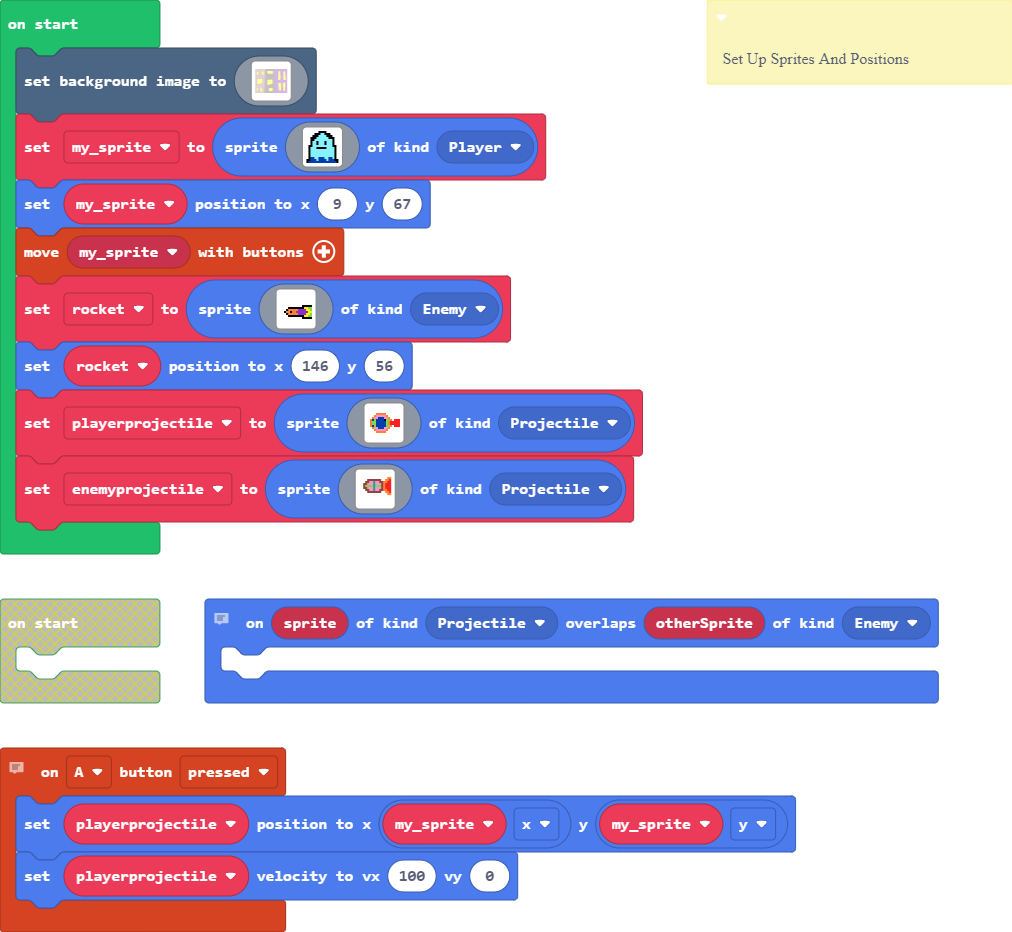 on start
Set Up Sprites And Positions
set background image to
set my_sprite to sprite of kind Player
set my_sprite position to x 9 y 67
move my_sprite with buttons
set rocket to sprite of kind Enemy
set rocket position to x 146 y 56
set playerprojectile to sprite of kind Projectile
set enemyprojectile to sprite of kind Projectile
on start
on sprite of kind Projectile overlaps otherSprite of kind Enemy
on A button pressed
set playerprojectile position to x my_sprite x y my_sprite y
set playerprojectile velocity to vx 100 vy 0